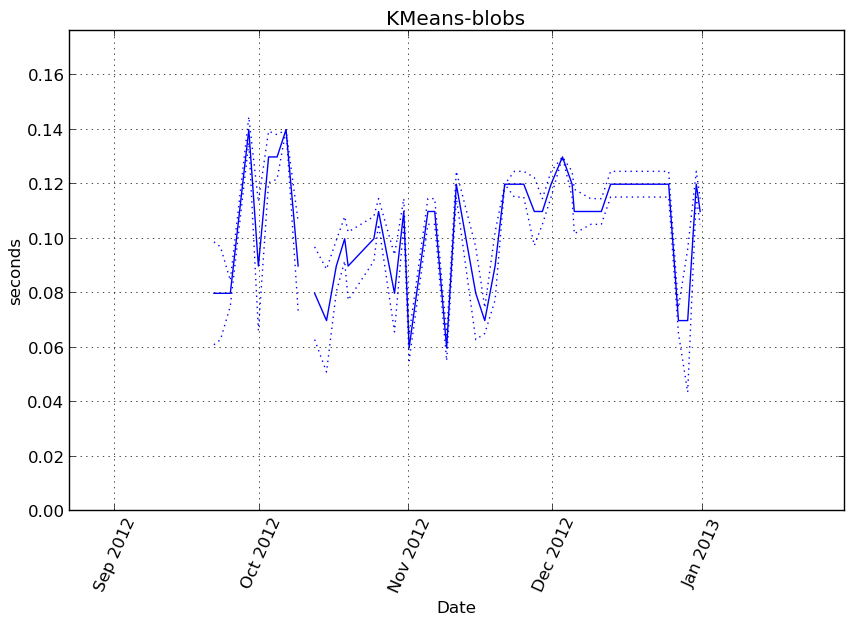 KMeans-blobs
0.16
0.14
0.12
0.10
0.08
0.06
0.04
0.02
0.00
seconds
Sep 2012
Oct 2012
Nov 2012
Dec 2012
Jan 2013
Date